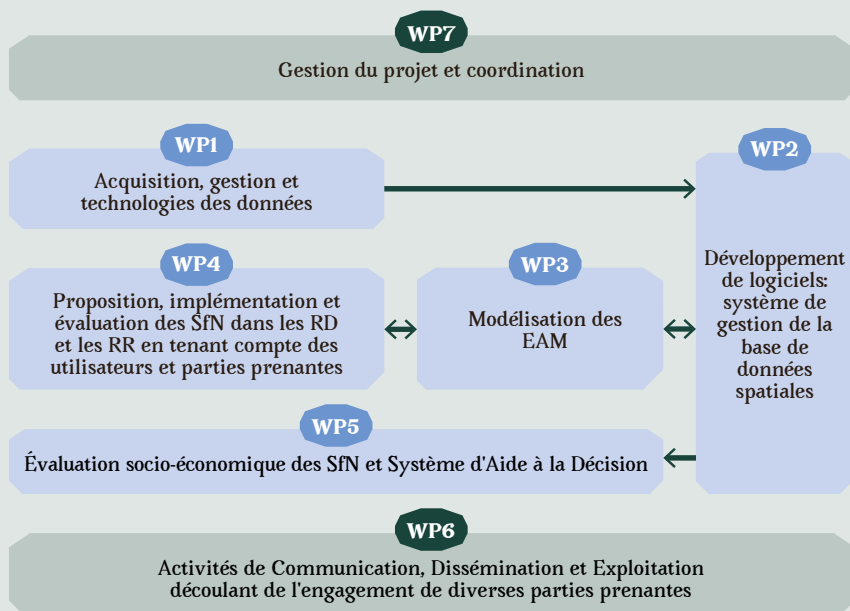 WP7
Gestion du projet et coordination
WP1
Acquisition, gestion et
technologies des données
WP2
Développement
de logiciels:
système de
gestion de la
base de
données
spatiales
WP4
Proposition, implémentation et
évaluation des SfN dans les RD
et les RR en tenant compte des
utilisateurs et parties prenantes
WP3
Modélisation des
EAM
WP5
Évaluation socio-économique des SfN et Système d'Aide à la Décision
WP6
Activités de Communication, Dissémination et Exploitation
découlant de l'engagement de diverses parties prenantes